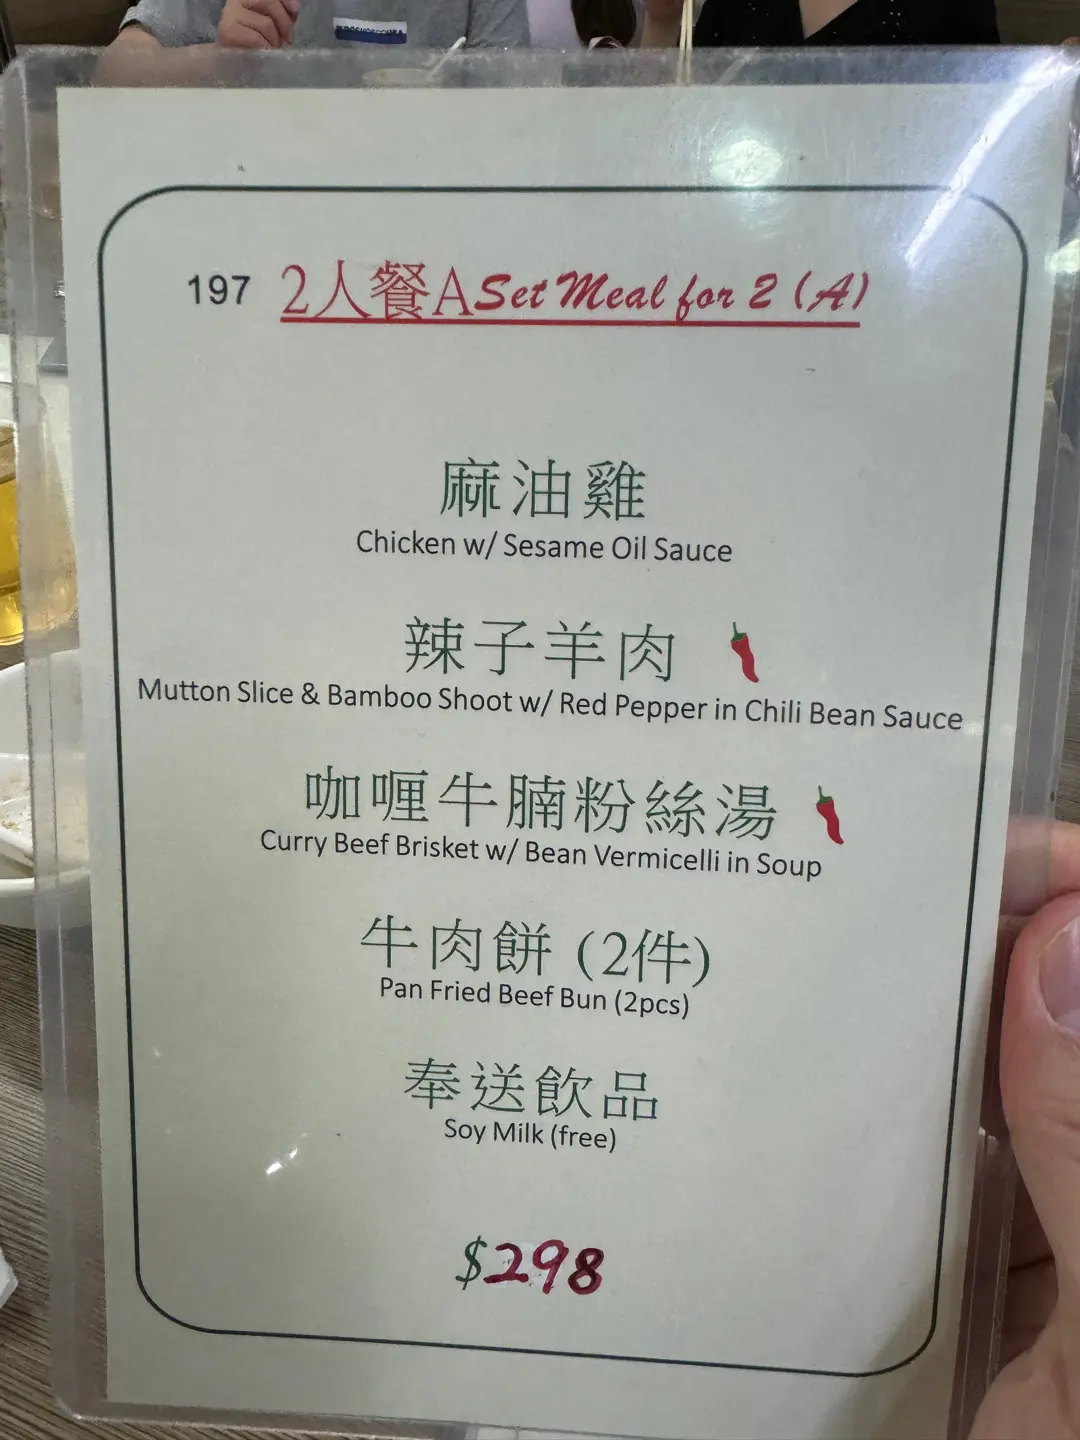 197 2人餐A Set Meal for 2 (A)
麻油雞
Chicken w/ Sesame Oil Sauce
辣子羊肉
Mutton Slice & Bamboo Shoot w/ Red Pepper in Chili Bean Sauce
咖喱牛腩粉絲湯
Curry Beef Brisket w/ Bean Vermicelli in Soup
牛肉餅 (2件)
Pan Fried Beef Bun (2pcs)
奉送飲品
Soy Milk (free)
$298